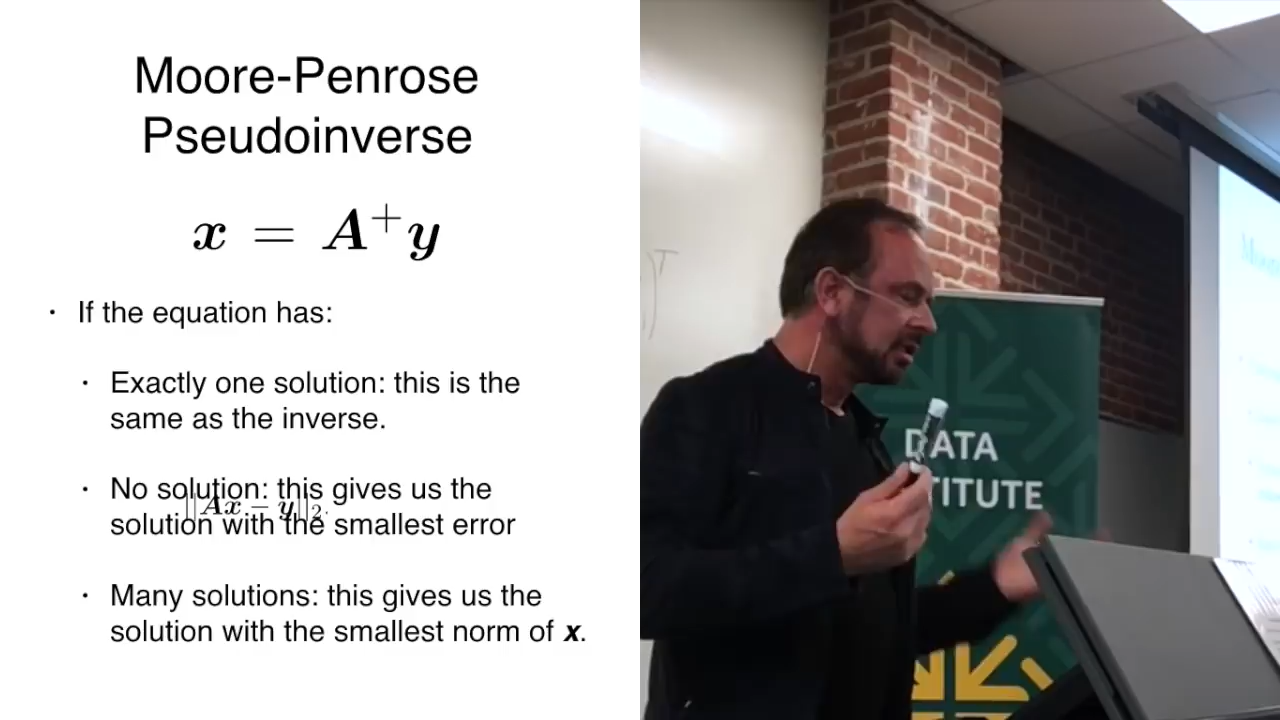 Moore-Penrose
Pseudoinverse
x = A⁺y
• If the equation has:
• Exactly one solution: this is the
same as the inverse.
• No solution: this gives us the
||Ax − y||₂.
solution with the smallest error
• Many solutions: this gives us the
solution with the smallest norm of x.
)ᵀ
DATA
TITUTE